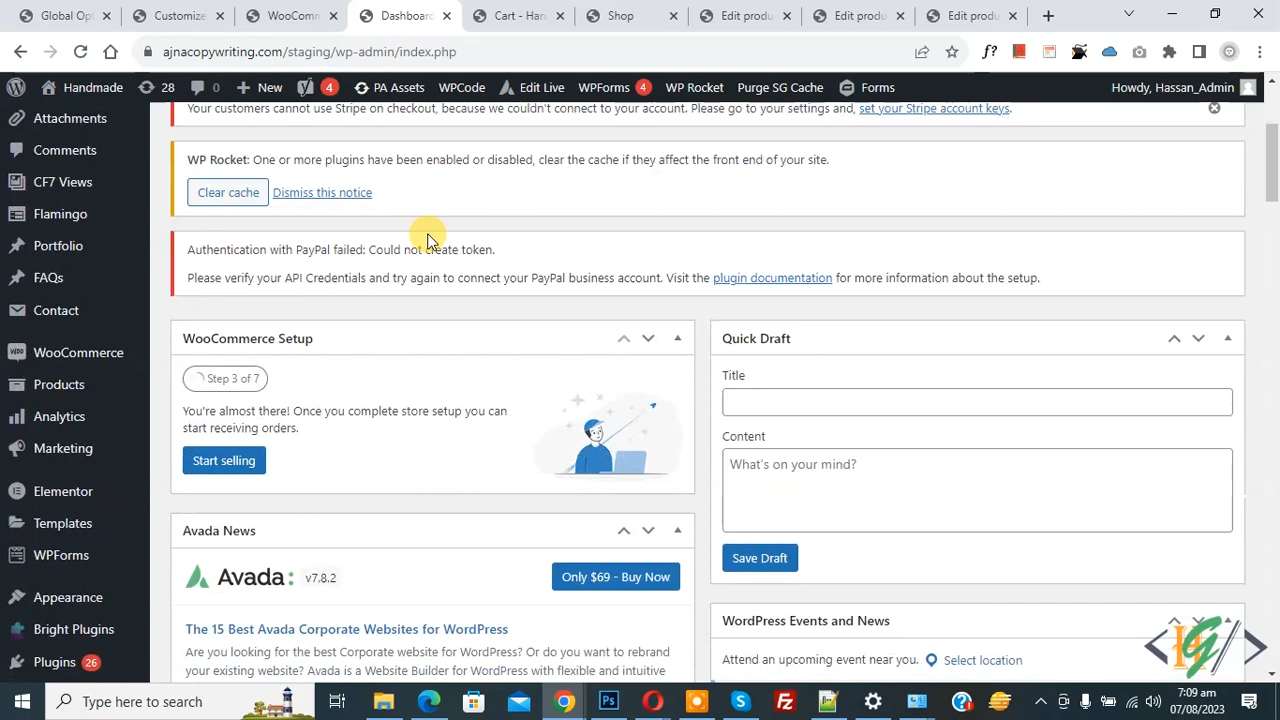 Global Opt
Customize
WooComm
Dashboard
Cart - Han
Shop
Edit produ
Edit produ
Edit produ
ajnacopywriting.com/staging/wp-admin/index.php
Handmade
28
0
New
4
PA Assets
WPCode
Edit Live
WPForms
4
WP Rocket
Purge SG Cache
Forms
Howdy, Hassan_Admin
Your customers cannot use Stripe on checkout, because we couldn't connect to your account. Please go to your settings and, set your Stripe account keys.
WP Rocket: One or more plugins have been enabled or disabled, clear the cache if they affect the front end of your site.
Clear cache Dismiss this notice
Authentication with PayPal failed: Could not create token.
Please verify your API Credentials and try again to connect your PayPal business account. Visit the plugin documentation for more information about the setup.
Attachments
Comments
CF7 Views
Flamingo
Portfolio
FAQs
Contact
WooCommerce
Products
Analytics
Marketing
Elementor
Templates
WPForms
Appearance
Bright Plugins
Plugins 26
WooCommerce Setup
Step 3 of 7
You're almost there! Once you complete store setup you can
start receiving orders.
Start selling
Avada News
Avada: v7.8.2
Only $69 - Buy Now
The 15 Best Avada Corporate Websites for WordPress
Are you looking for the best Corporate website for WordPress? Or do you want to rebrand
your existing website? Avada is a Website Builder for WordPress with flexible and intuitive
Quick Draft
Title
Content
What's on your mind?
Save Draft
WordPress Events and News
Attend an upcoming event near you. Select location
Type here to search
7:09 am
07/08/2023